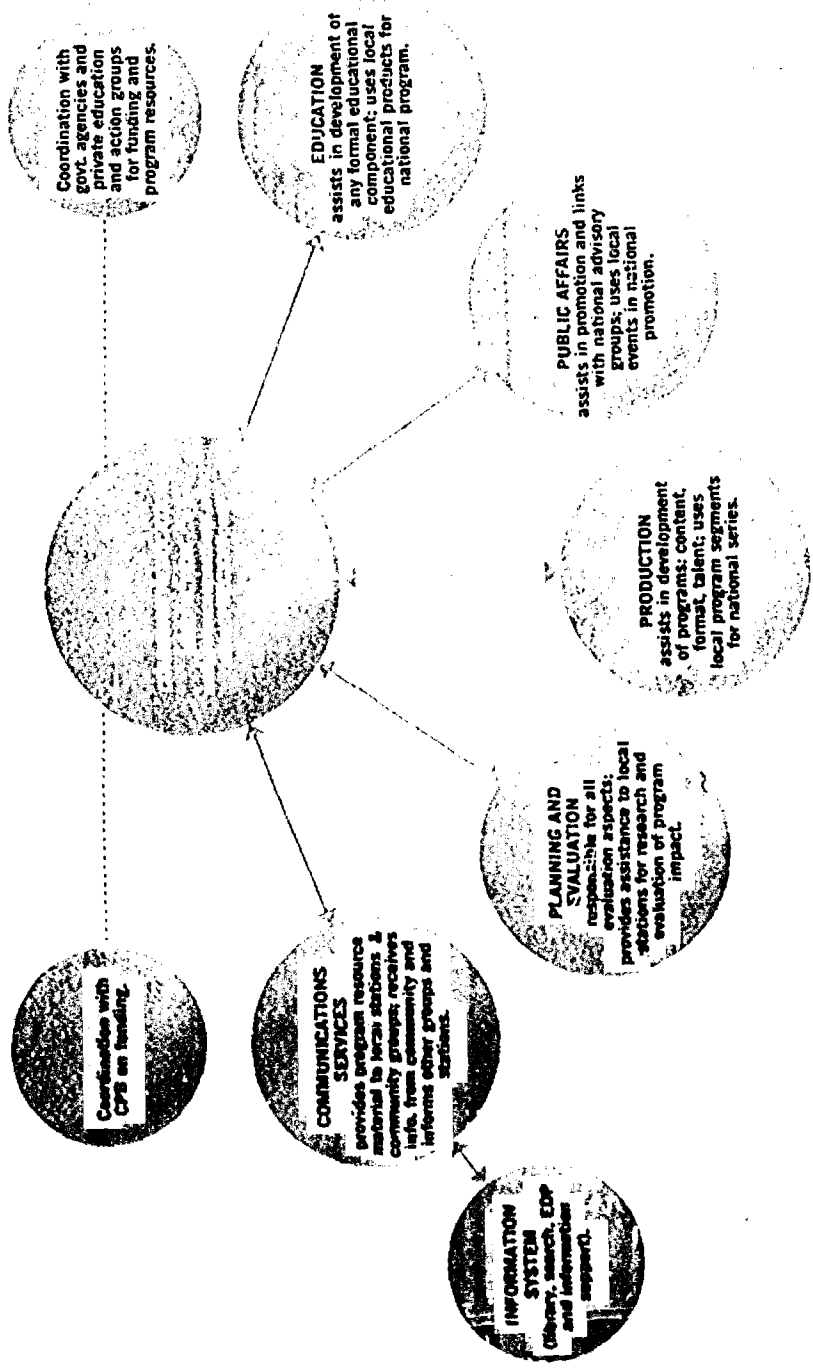 Coordination with
CPB on funding.
Coordination with
govt. agencies and
private education
and action groups
for funding and
program resources.
COMMUNICATIONS
SERVICES
provides program resource
material to local stations &
community groups; receives
info. from community and
informs other groups and
stations.
EDUCATION
assists in development of
any formal educational
component; uses local
educational products for
national program.
INFORMATION
SYSTEM
(library, search, EDP
and information
support).
PLANNING AND
EVALUATION
responsible for all
evaluation aspects;
provides assistance to local
stations for research and
evaluation of program
impact.
PRODUCTION
assists in development
of programs: content,
format, talent; uses
local program segments
for national series.
PUBLIC AFFAIRS
assists in promotion and links
with national advisory
groups; uses local
events in national
promotion.